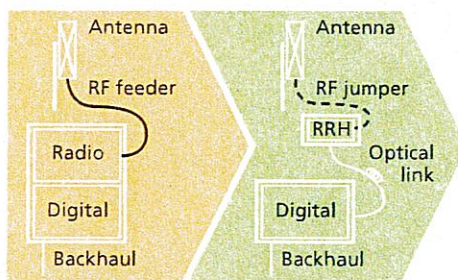 Antenna
RF feeder
Radio
Digital
Backhaul
Antenna
RF jumper
RRH
Optical
link
Digital
Backhaul